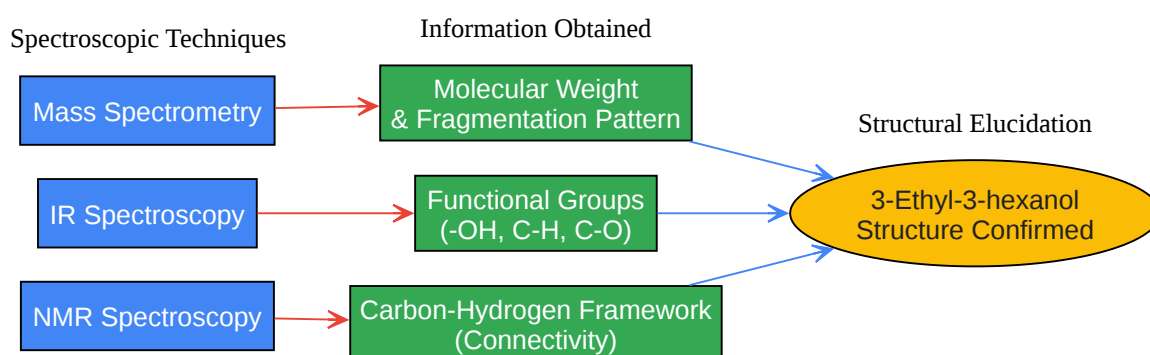 Spectroscopic Techniques
Information Obtained
Structural Elucidation
Mass Spectrometry
Molecular Weight
& Fragmentation Pattern
IR Spectroscopy
Functional Groups
(-OH, C-H, C-O)
3-Ethyl-3-hexanol
Structure Confirmed
NMR Spectroscopy
Carbon-Hydrogen Framework
(Connectivity)